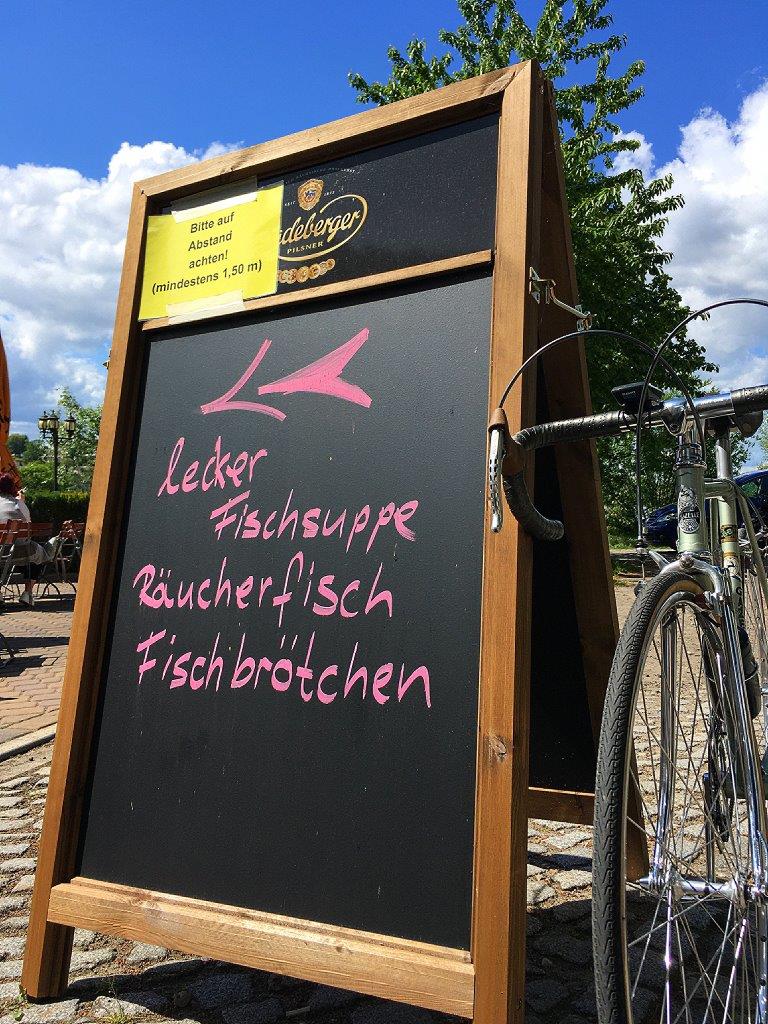 Bitte auf
Abstand
achten!
(mindestens 1,50 m)
PILSNER
lecker
Fischsuppe
Räucherfisch
Fischbrötchen